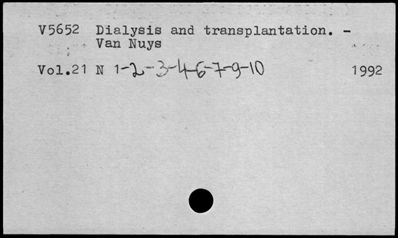 V5652 Dialysis and transplantation. -
Van Nuys
Vol.21 N 1-2-3-4-6-7-9-10 1992